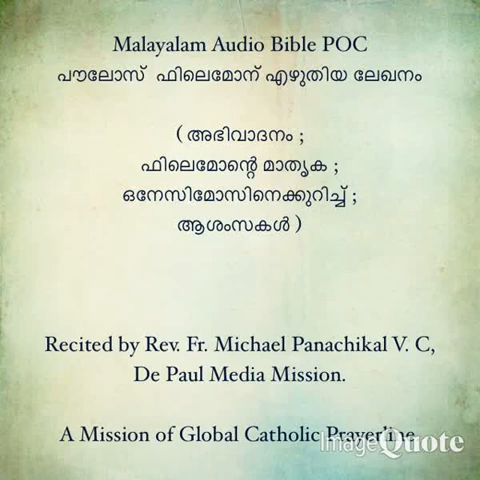 Malayalam Audio Bible POC
പൗലോസ് ഫിലെമോന് എഴുതിയ ലേഖനം
( അഭിവാദനം ;
ഫിലെമോന്റെ മാതൃക ;
ഒനേസിമോസിനെക്കുറിച്ച് ;
ആശംസകൾ )
Recited by Rev. Fr. Michael Panachikal V. C,
De Paul Media Mission.
A Mission of Global Catholic Prayerline
ImageQuote